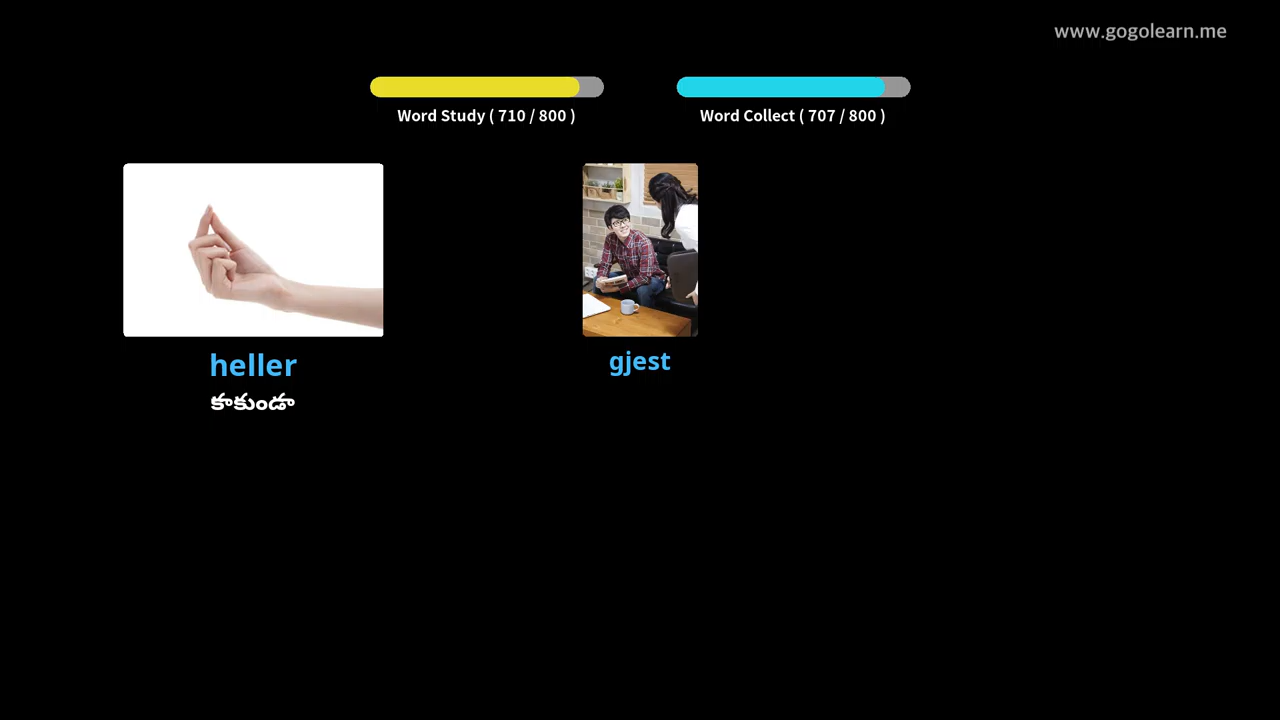 www.gogolearn.me
Word Study ( 710 / 800 )
Word Collect ( 707 / 800 )
heller
gjest
కాకుండా